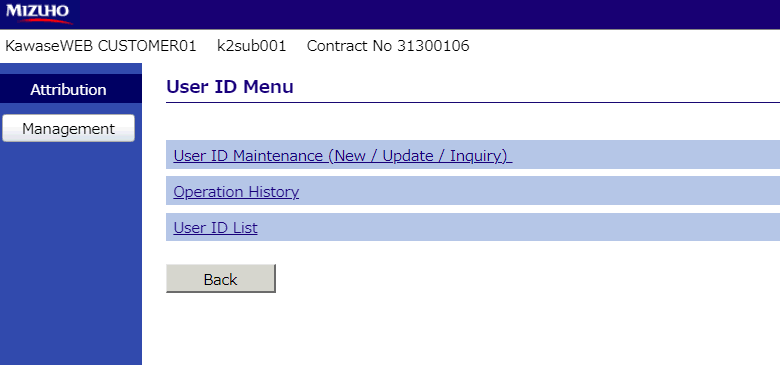 MIZUHO
KawaseWEB CUSTOMER01 k2sub001 Contract No 31300106
Attribution
Management
User ID Menu
User ID Maintenance (New / Update / Inquiry)
Operation History
User ID List
Back